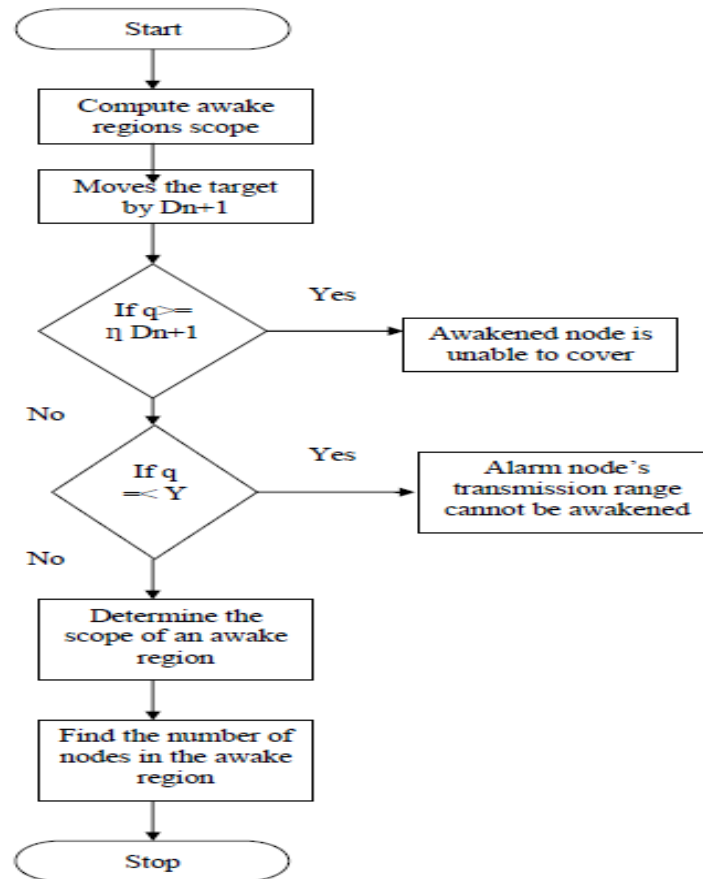 Start
Compute awake
regions scope
Moves the target
by Dn+1
If q>=
η Dn+1
Yes
Awakened node is
unable to cover
No
If q
=< Y
Yes
Alarm node’s
transmission range
cannot be awakened
No
Determine the
scope of an awake
region
Find the number of
nodes in the awake
region
Stop